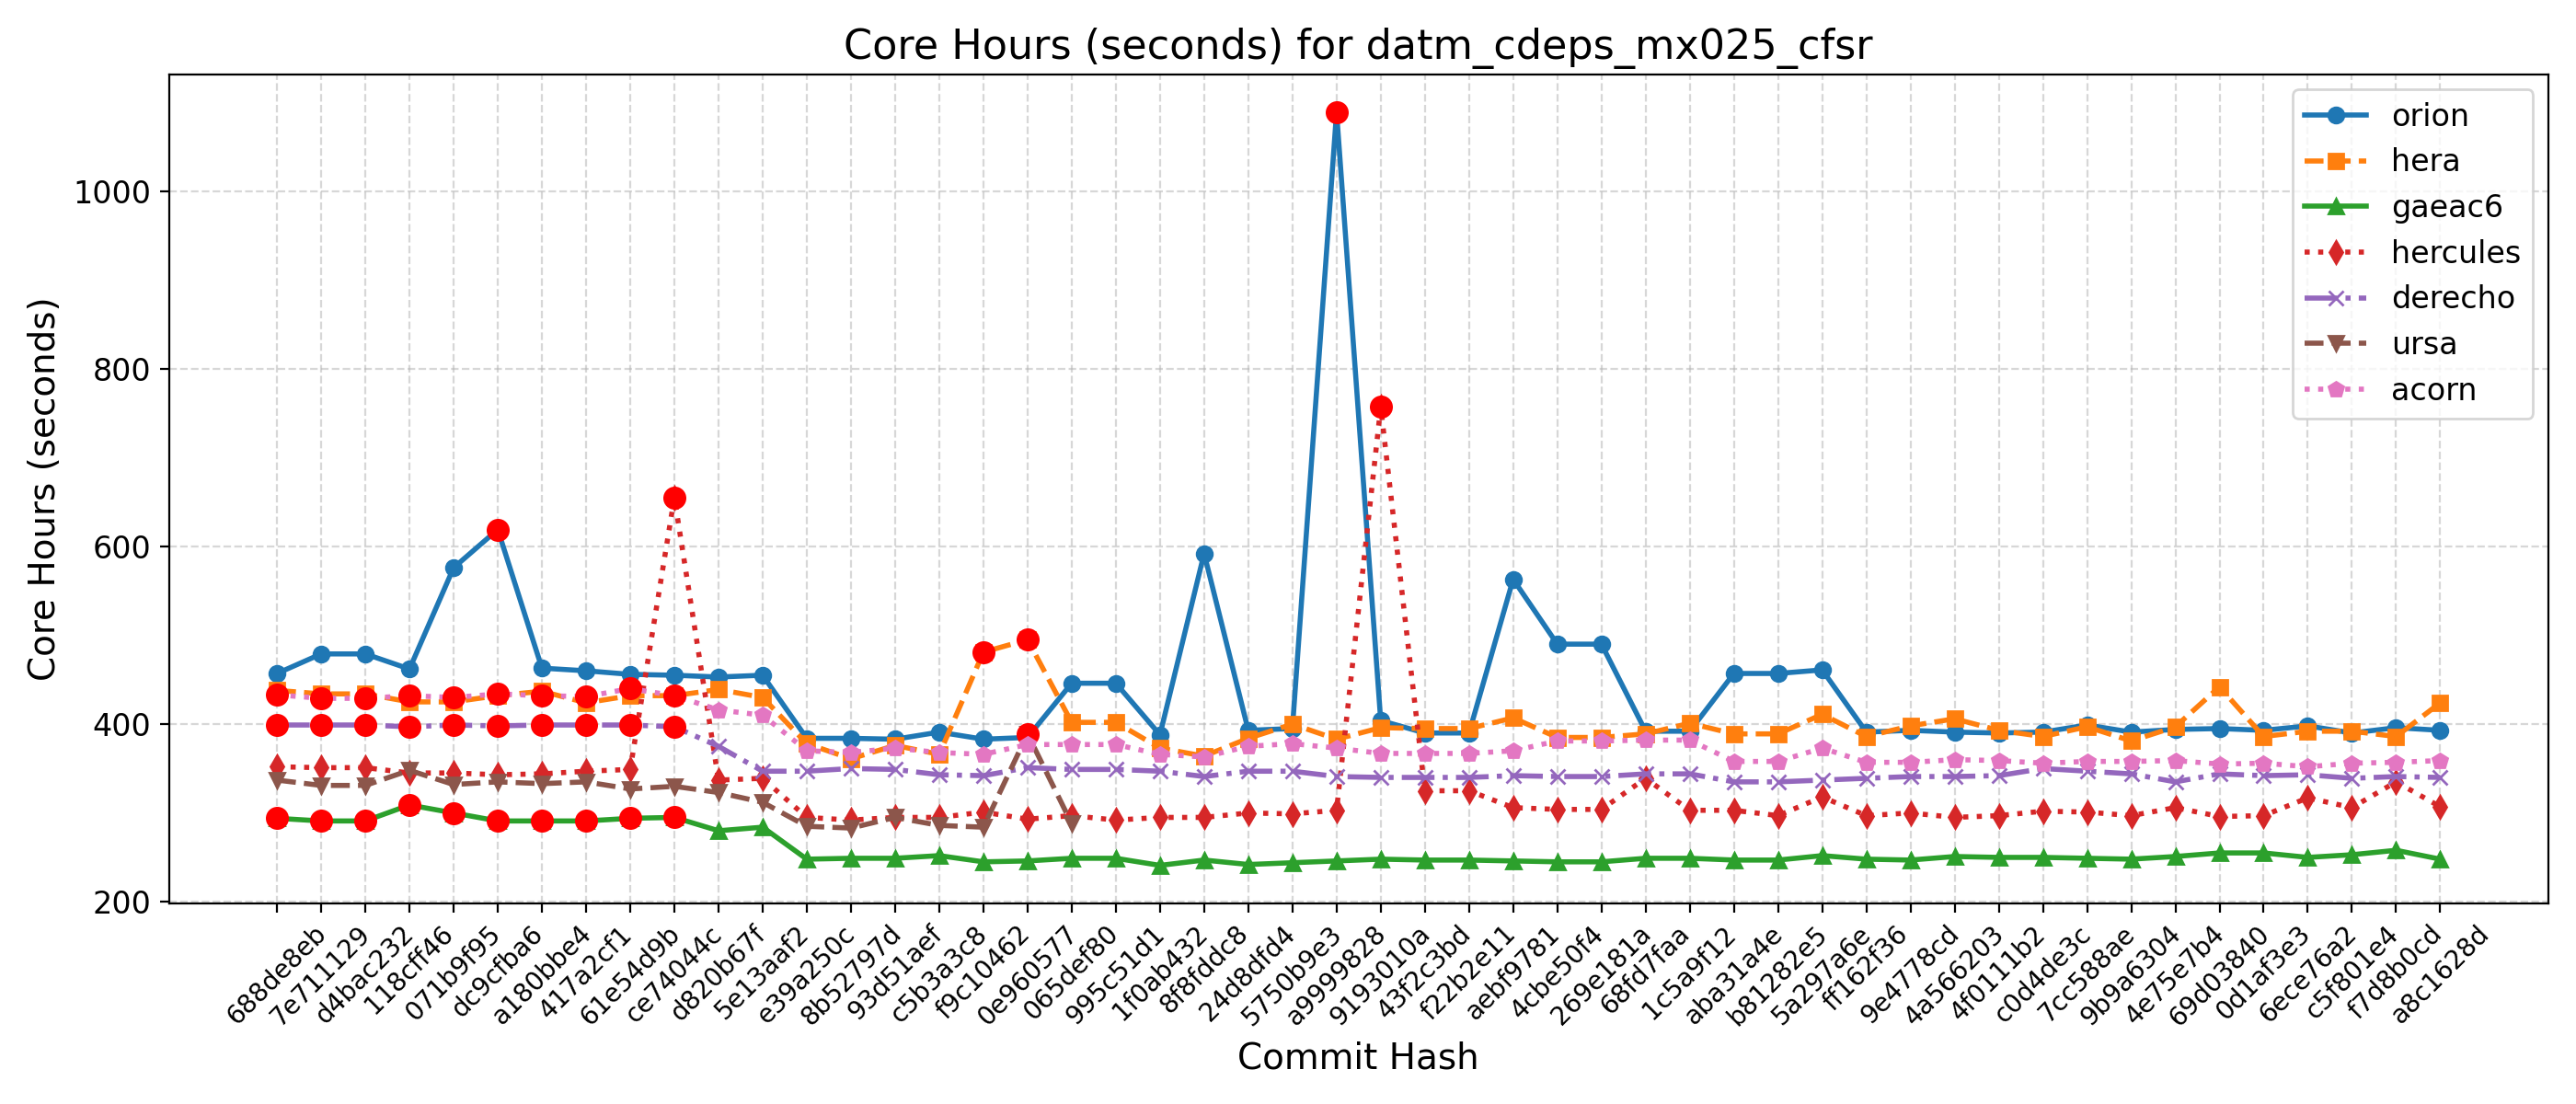 Core Hours (seconds) for datm_cdeps_mx025_cfsr
Core Hours (seconds)
1000
800
600
400
200
orion
hera
gaeac6
hercules
derecho
ursa
acorn
688de8eb
7e711129
d4bac232
118cff46
071b9f95
dc9cfba6
a180bbe4
417a2cf1
61e54d9b
ce74044c
d820b67f
5e13aaf2
e39a250c
8b52797d
93d51aef
c5b3a3c8
f9c10462
0e960577
065def80
995c51d1
1f0ab432
8f8fddc8
24d8dfd4
5750b9e3
a9999828
9193010a
43f2c3bd
f22b2e11
aebf9781
4cbe50f4
269e181a
68fd7faa
1c5a9f12
aba31a4e
b81282e5
5a297a6e
ff162f36
9e4778cd
4a566203
4f0111b2
c0d4de3c
7cc588ae
9b9a6304
4e75e7b4
69d03840
0d1af3e3
6ece76a2
c5f801e4
f7d8b0cd
a8c1628d
Commit Hash